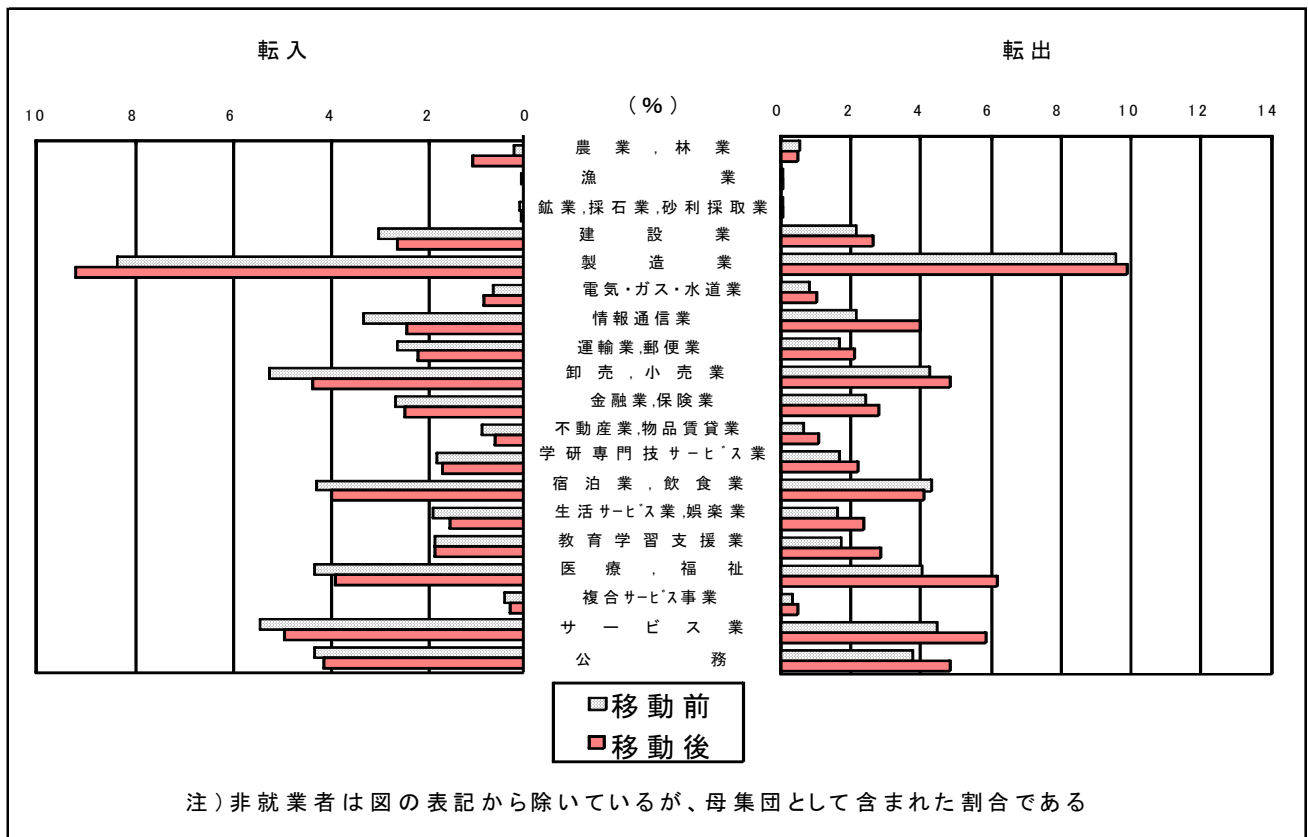 転入
転出
10 8 6 4 2 0
(%)
0 2 4 6 8 10 12 14
農業,林業
漁業
鉱業,採石業,砂利採取業
建設業
製造業
電気・ガス・水道業
情報通信業
運輸業,郵便業
卸売,小売業
金融業,保険業
不動産業,物品賃貸業
学研専門技サービス業
宿泊業,飲食業
生活サービス業,娯楽業
教育学習支援業
医療,福祉
複合サービス事業
サービス業
公務
移動前
移動後
注)非就業者は図の表記から除いているが、母集団として含まれた割合である